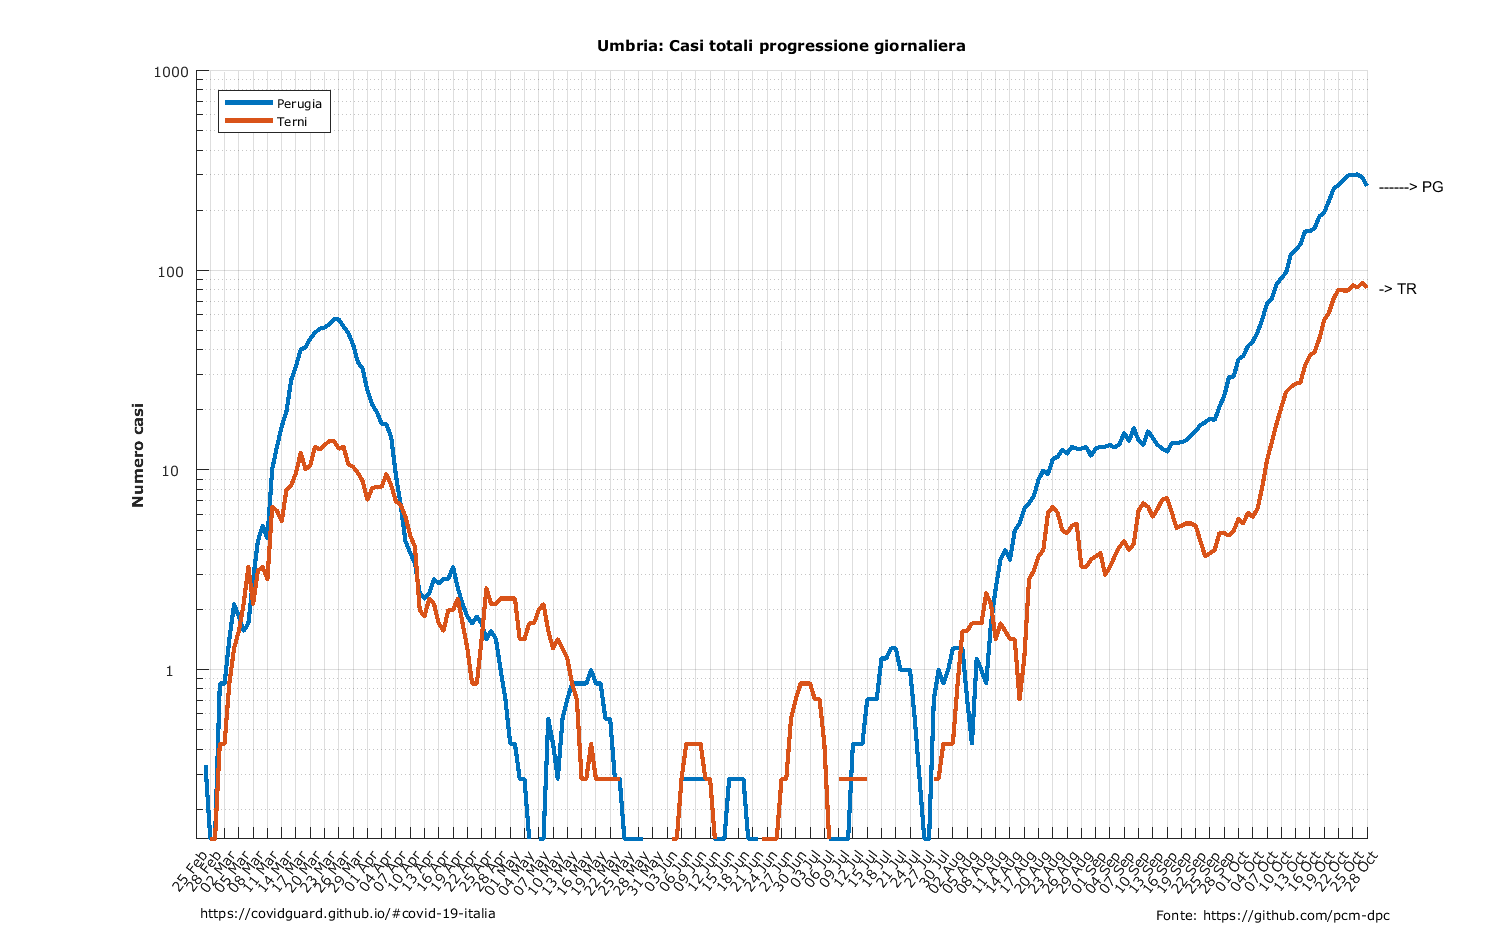 Umbria: Casi totali progressione giornaliera
1000
100
10
1
Numero casi
Perugia
Terni
------> PG
-> TR
25 Feb
28 Feb
02 Mar
05 Mar
08 Mar
11 Mar
14 Mar
17 Mar
20 Mar
23 Mar
26 Mar
29 Mar
01 Apr
04 Apr
07 Apr
10 Apr
13 Apr
16 Apr
19 Apr
22 Apr
25 Apr
28 Apr
01 May
04 May
07 May
10 May
13 May
16 May
19 May
22 May
25 May
28 May
31 May
03 Jun
06 Jun
09 Jun
12 Jun
15 Jun
18 Jun
21 Jun
24 Jun
27 Jun
30 Jun
03 Jul
06 Jul
09 Jul
12 Jul
15 Jul
18 Jul
21 Jul
24 Jul
27 Jul
30 Jul
02 Aug
05 Aug
08 Aug
11 Aug
14 Aug
17 Aug
20 Aug
23 Aug
26 Aug
29 Aug
01 Sep
04 Sep
07 Sep
10 Sep
13 Sep
16 Sep
19 Sep
22 Sep
25 Sep
28 Sep
01 Oct
04 Oct
07 Oct
10 Oct
13 Oct
16 Oct
19 Oct
22 Oct
25 Oct
28 Oct
https://covidguard.github.io/#covid-19-italia
Fonte: https://github.com/pcm-dpc